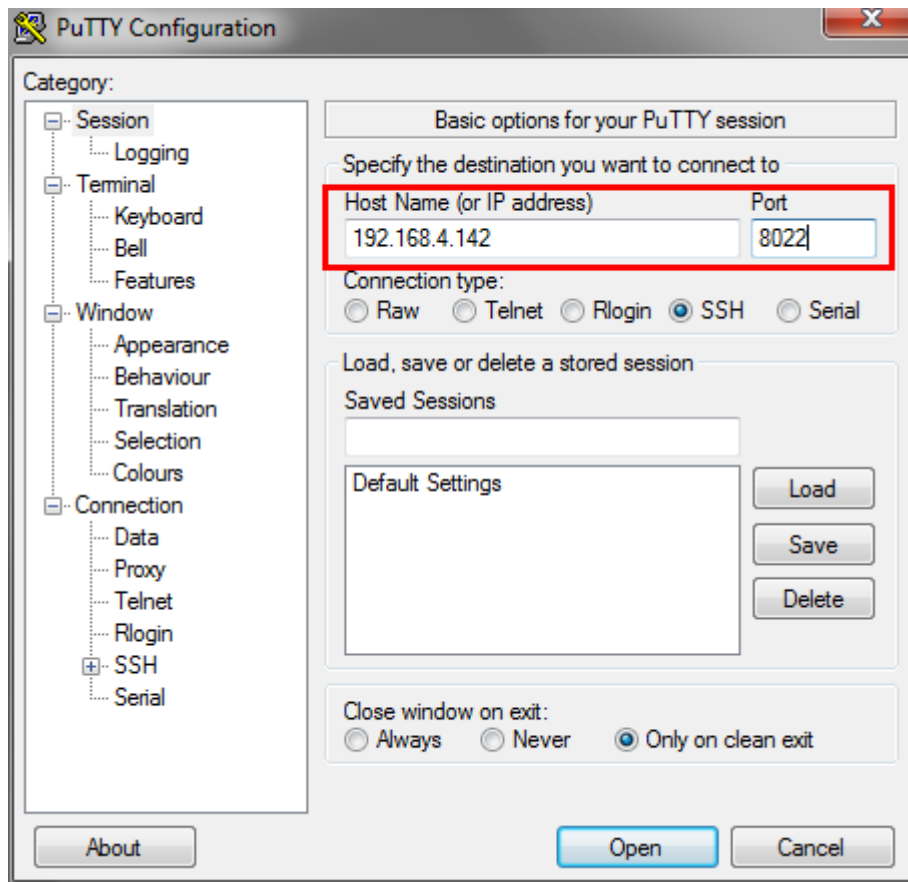 PuTTY Configuration
Category:
Session
Logging
Terminal
Keyboard
Bell
Features
Window
Appearance
Behaviour
Translation
Selection
Colours
Connection
Data
Proxy
Telnet
Rlogin
SSH
Serial
Basic options for your PuTTY session
Specify the destination you want to connect to
Host Name (or IP address) Port
192.168.4.142 8022
Connection type:
Raw Telnet Rlogin SSH Serial
Load, save or delete a stored session
Saved Sessions
Default Settings
Load
Save
Delete
Close window on exit:
Always Never Only on clean exit
About Open Cancel